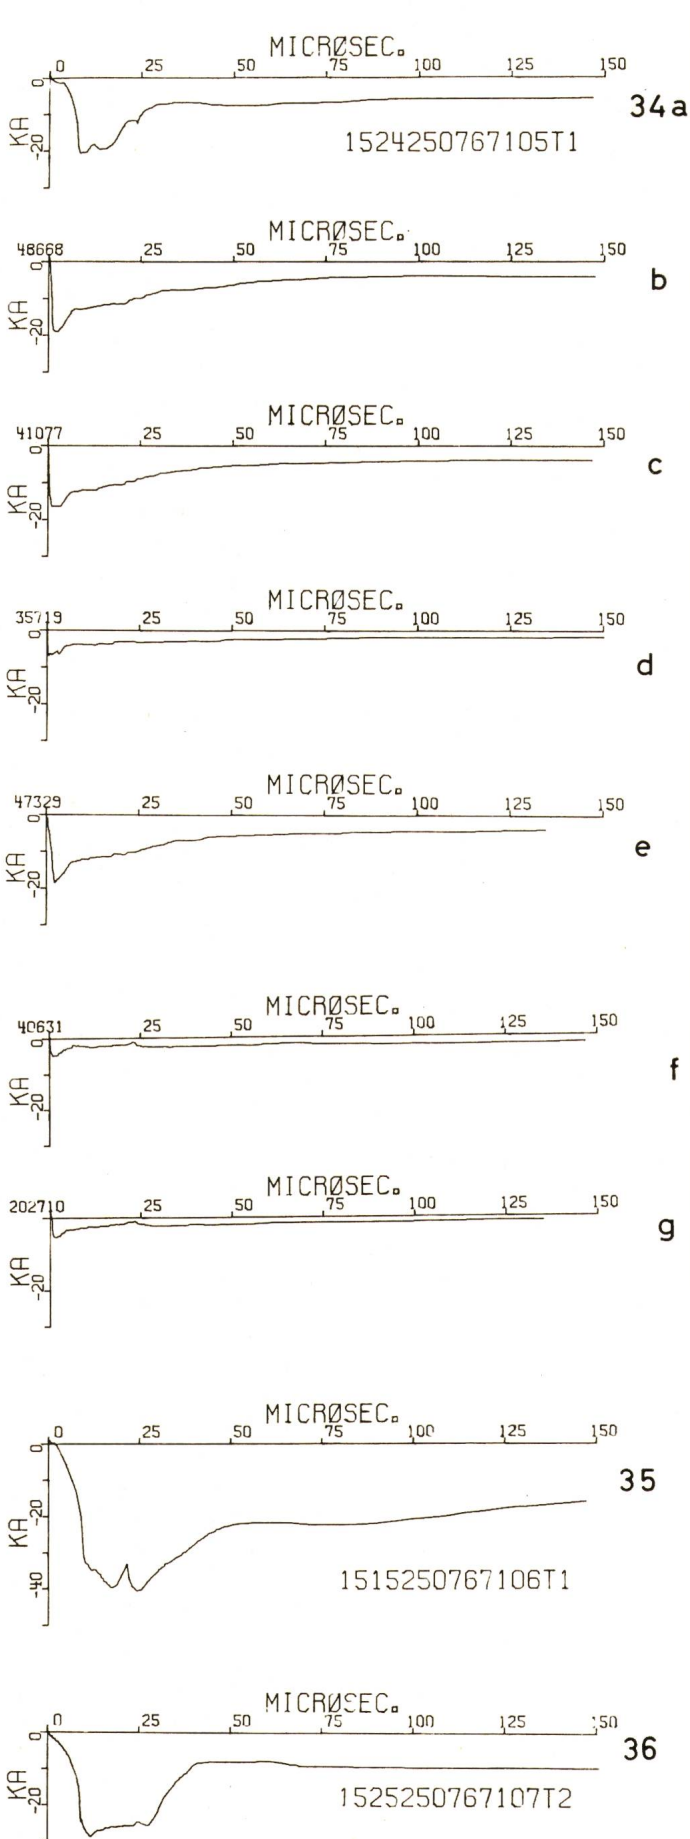 MICRØSEC.
0 25 50 75 100 125 150
0
KA
-20
34a
1524250767105T1
MICRØSEC.
48668 25 50 75 100 125 150
0
KA
-20
b
MICRØSEC.
41077 25 50 75 100 125 150
0
KA
-20
c
MICRØSEC.
35719 25 50 75 100 125 150
0
KA
-20
d
MICRØSEC.
47329 25 50 75 100 125 150
0
KA
-20
e
MICRØSEC.
40631 25 50 75 100 125 150
0
KA
-20
f
MICRØSEC.
202710 25 50 75 100 125 150
KA
-20
g
MICRØSEC.
0 25 50 75 100 125 150
0
KA
-20
-40
35
1515250767106T1
MICRØSEC.
0 25 50 75 100 125 150
0
KA
-20
36
1525250767107T2